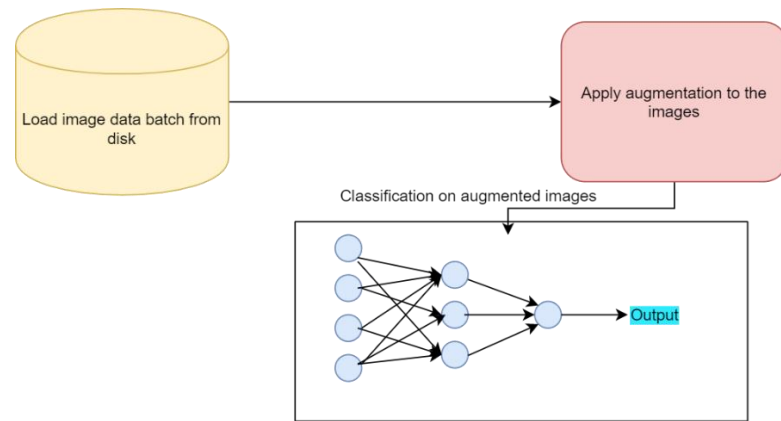 Load image data batch from
disk
Apply augmentation to the
images
Classification on augmented images
Output